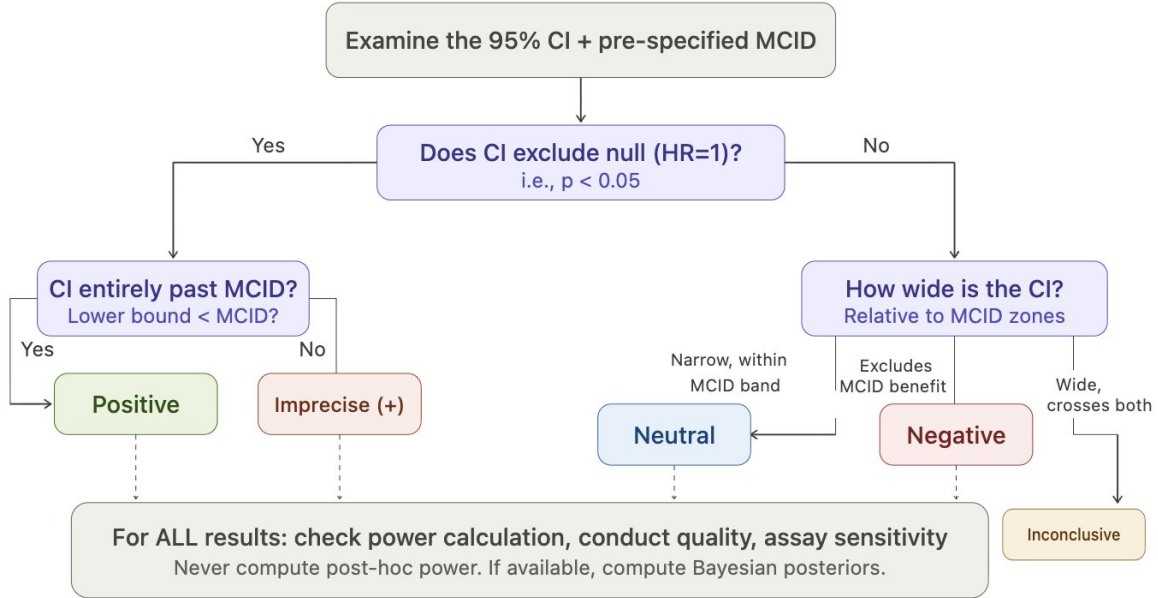 Examine the 95% CI + pre-specified MCID
Yes
No
Does CI exclude null (HR=1)?
i.e., p < 0.05
CI entirely past MCID?
Lower bound < MCID?
How wide is the CI?
Relative to MCID zones
Yes
No
Narrow, within
MCID band
Excludes
MCID benefit
Wide,
crosses both
Positive
Imprecise (+)
Neutral
Negative
For ALL results: check power calculation, conduct quality, assay sensitivity
Never compute post-hoc power. If available, compute Bayesian posteriors.
Inconclusive